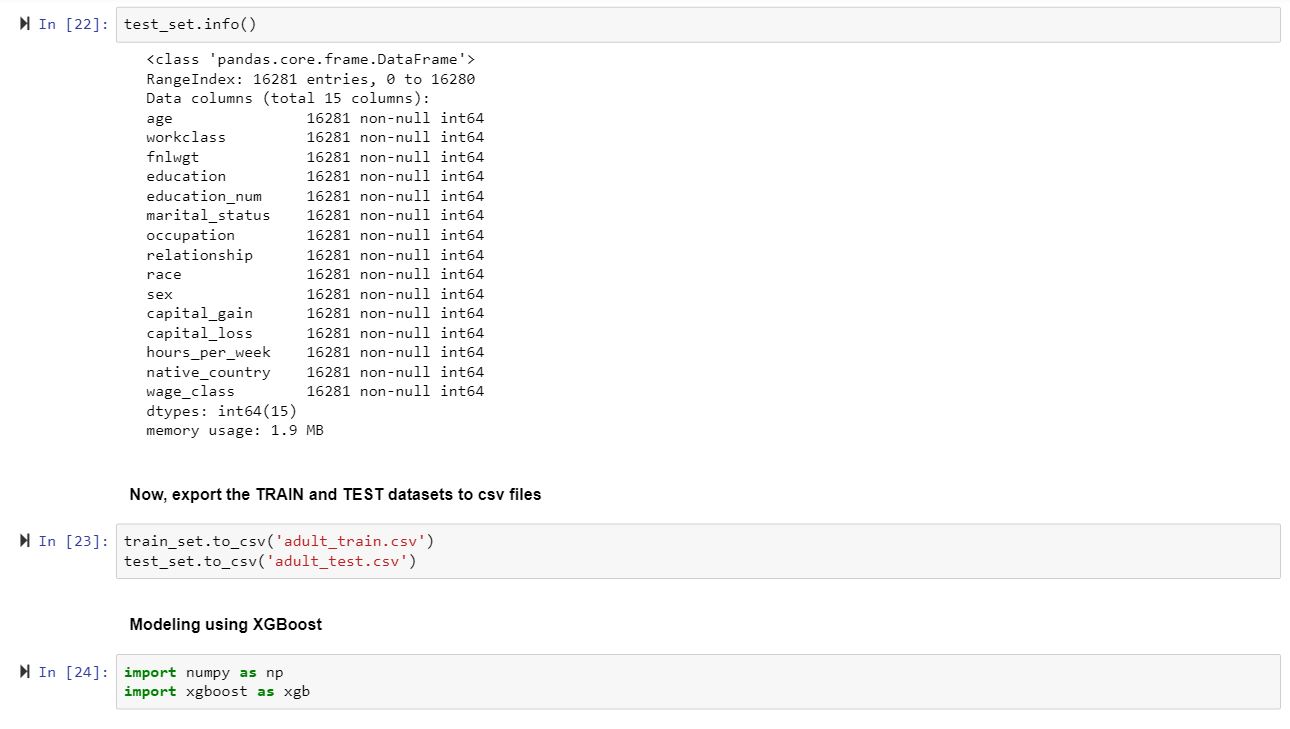 In [22]: test_set.info()
<class 'pandas.core.frame.DataFrame'>
RangeIndex: 16281 entries, 0 to 16280
Data columns (total 15 columns):
age               16281 non-null int64
workclass         16281 non-null int64
fnlwgt            16281 non-null int64
education         16281 non-null int64
education_num     16281 non-null int64
marital_status    16281 non-null int64
occupation        16281 non-null int64
relationship      16281 non-null int64
race              16281 non-null int64
sex               16281 non-null int64
capital_gain      16281 non-null int64
capital_loss      16281 non-null int64
hours_per_week    16281 non-null int64
native_country    16281 non-null int64
wage_class        16281 non-null int64
dtypes: int64(15)
memory usage: 1.9 MB
Now, export the TRAIN and TEST datasets to csv files
In [23]: train_set.to_csv('adult_train.csv')
test_set.to_csv('adult_test.csv')
Modeling using XGBoost
In [24]: import numpy as np
import xgboost as xgb